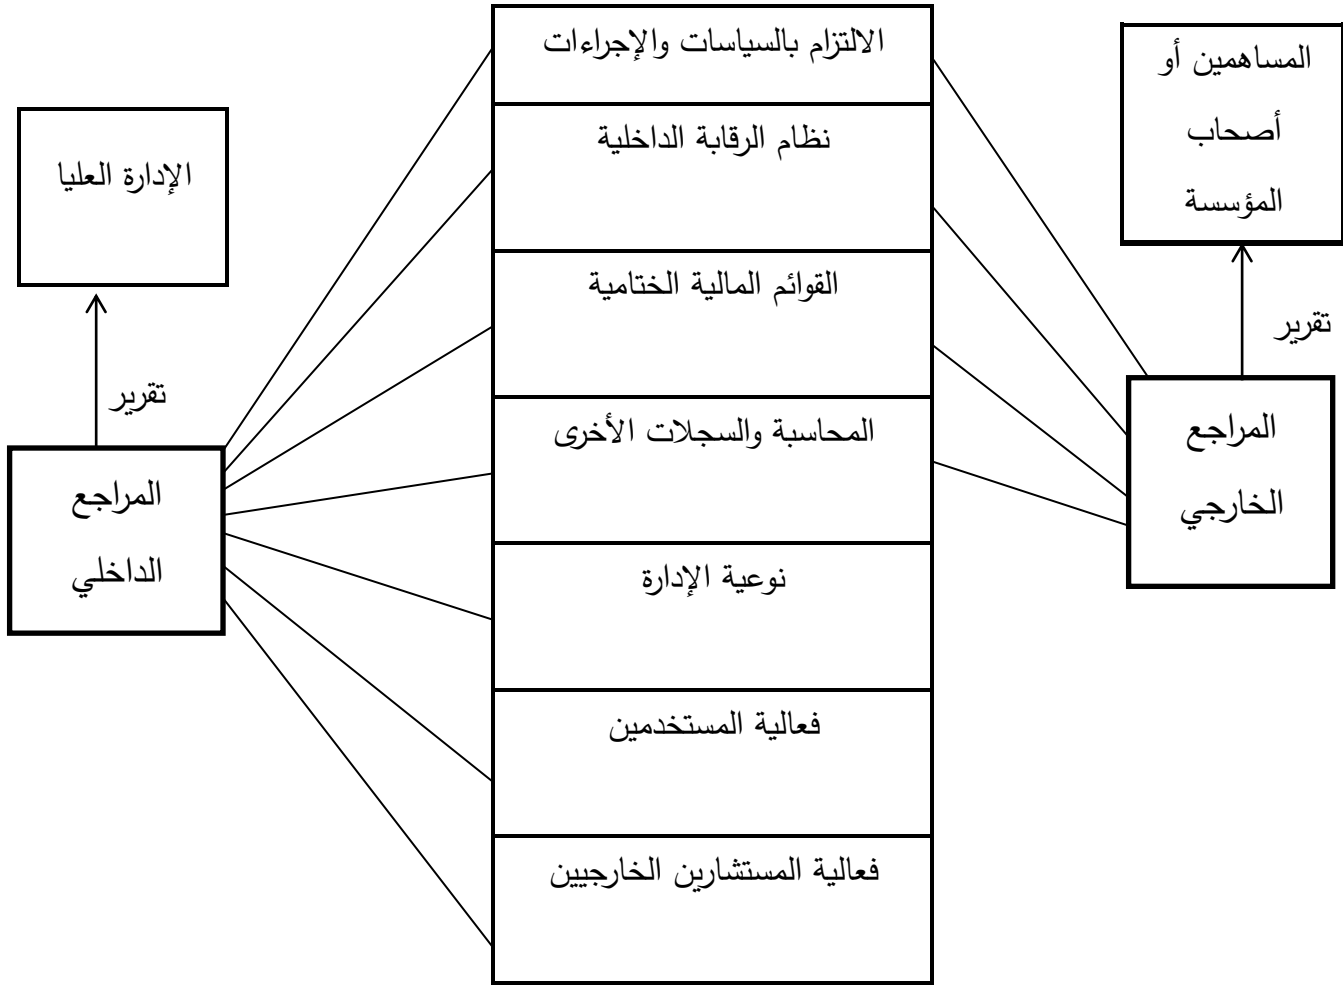 المساهمين أو
أصحاب
المؤسسة
تقرير
المراجع
الخارجي
الالتزام بالسياسات والإجراءات
نظام الرقابة الداخلية
القوائم المالية الختامية
المحاسبة والسجلات الأخرى
نوعية الإدارة
فعالية المستخدمين
فعالية المستشارين الخارجيين
الإدارة العليا
تقرير
المراجع
الداخلي